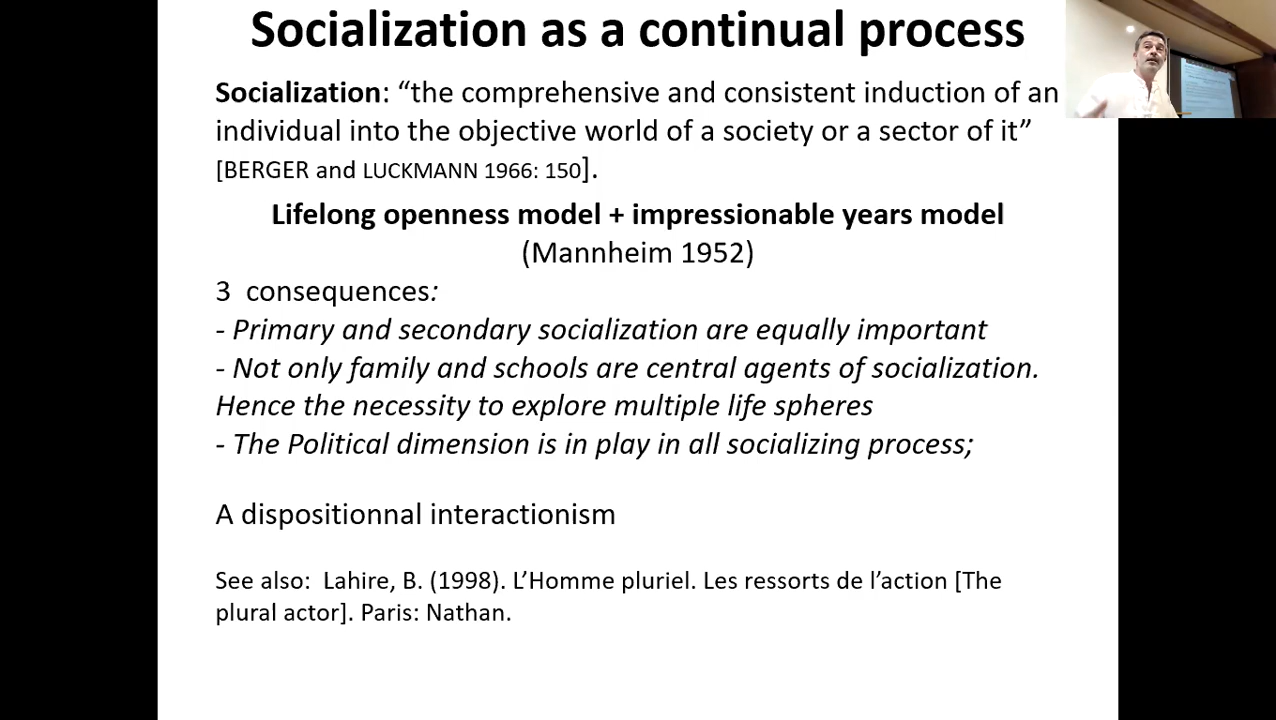 Socialization as a continual process
Socialization: “the comprehensive and consistent induction of an
individual into the objective world of a society or a sector of it”
[BERGER and LUCKMANN 1966: 150].
Lifelong openness model + impressionable years model
(Mannheim 1952)
3  consequences:
- Primary and secondary socialization are equally important
- Not only family and schools are central agents of socialization.
Hence the necessity to explore multiple life spheres
- The Political dimension is in play in all socializing process;
A dispositionnal interactionism
See also:  Lahire, B. (1998). L’Homme pluriel. Les ressorts de l’action [The
plural actor]. Paris: Nathan.